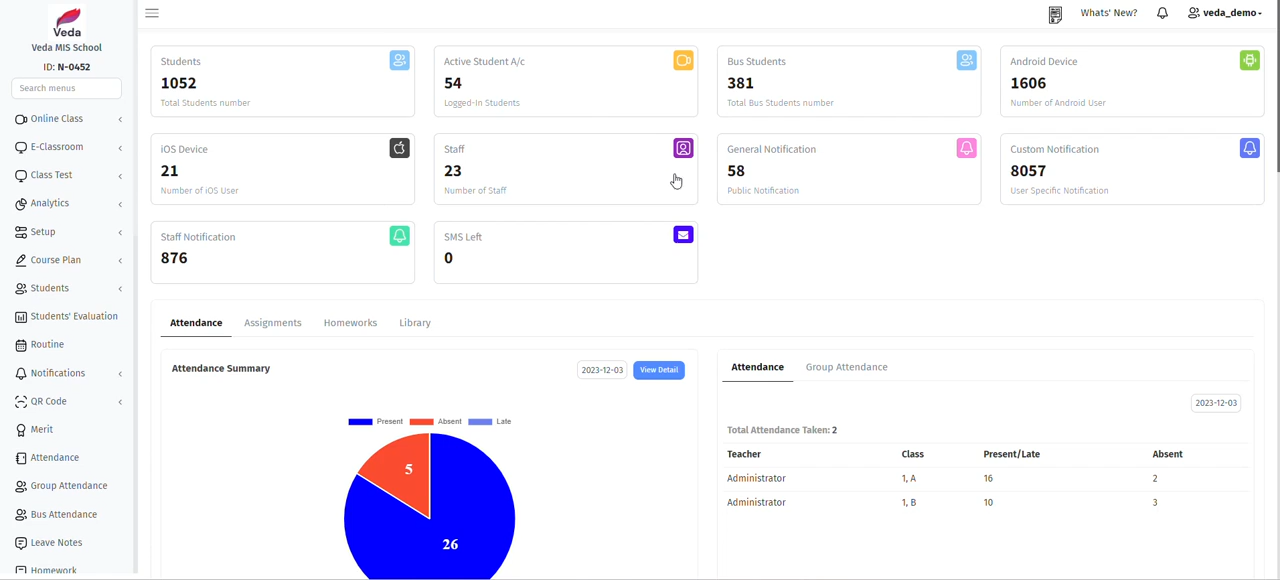 Veda
Veda MIS School
ID: N-0452
Search menus
Online Class
E-Classroom
Class Test
Analytics
Setup
Course Plan
Students
Students' Evaluation
Routine
Notifications
QR Code
Merit
Attendance
Group Attendance
Bus Attendance
Leave Notes
Homework
Whats' New?
veda_demo
Students
1052
Total Students number
Active Student A/c
54
Logged-In Students
Bus Students
381
Total Bus Students number
Android Device
1606
Number of Android User
iOS Device
21
Number of iOS User
Staff
23
Number of Staff
General Notification
58
Public Notification
Custom Notification
8057
User Specific Notification
Staff Notification
876
SMS Left
0
Attendance Assignments Homeworks Library
Attendance Summary 2023-12-03 View Detail
Present Absent Late
5
26
Attendance Group Attendance
2023-12-03
Total Attendance Taken: 2
Teacher Class Present/Late Absent
Administrator 1, A 16 2
Administrator 1, B 10 3